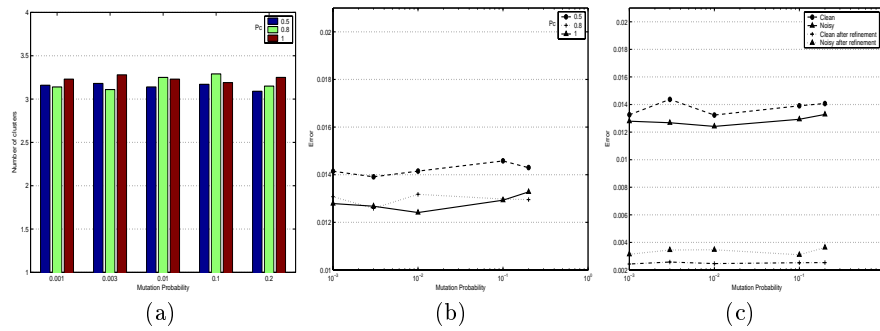 4
3.5
3
2.5
2
1.5
1
Number of clusters
Pc
0.5
0.8
1
0.001
0.003
0.01
0.1
0.2
Mutation Probability
(a)
0.02
0.018
0.016
0.014
0.012
0.01
Error
Pc
0.5
0.8
1
10⁻³
10⁻²
10⁻¹
10⁰
Mutation Probability
(b)
0.02
0.018
0.016
0.014
0.012
0.01
0.008
0.006
0.004
0.002
Error
Clean
Noisy
Clean after refinement
Noisy after refinement
10⁻³
10⁻²
10⁻¹
Mutation Probability
(c)